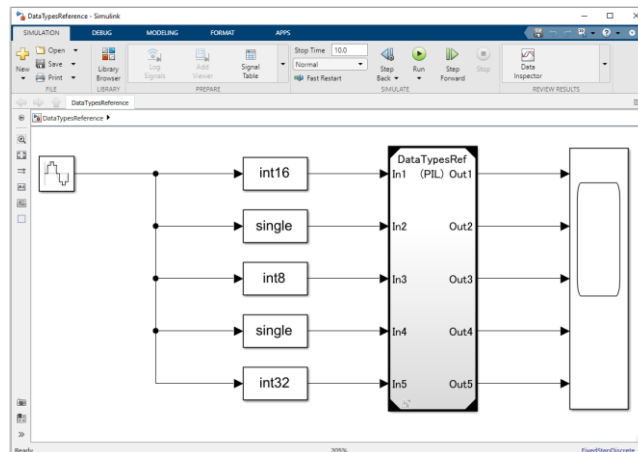 DataTypesReference - Simulink
SIMULATION DEBUG MODELING FORMAT APPS
New
Open
Save
Print
FILE
Library
Browser
LIBRARY
Log
Signals
Add
Viewer
Signal
Table
PREPARE
Stop Time 10.0
Normal
Fast Restart
Step
Back
Run
Step
Forward
Stop
SIMULATE
Data
Inspector
REVIEW RESULTS
DataTypesReference
DataTypesReference
int16
single
int8
single
int32
DataTypesRef
In1 (PIL) Out1
In2 Out2
In3 Out3
In4 Out4
In5 Out5
Ready 205% FixedStepDiscrete